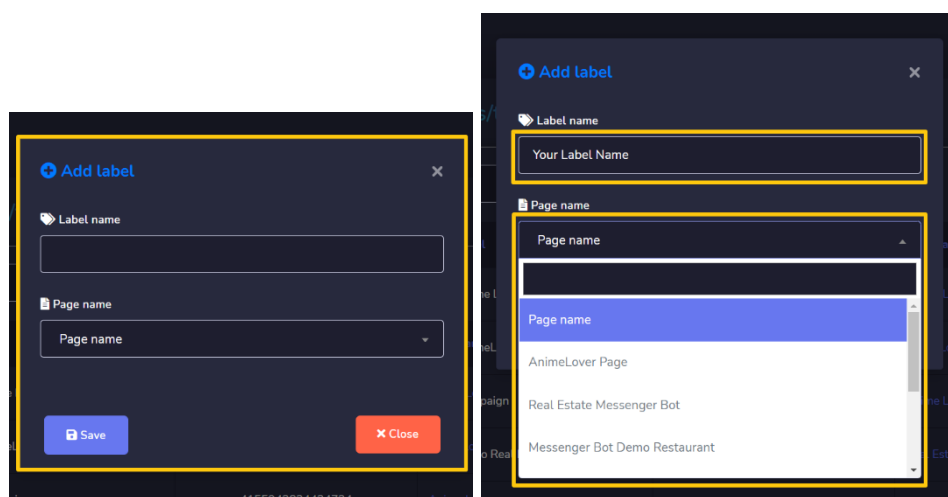 Add label
×
Label name
Page name
Page name
Save
× Close
Add label
×
Label name
Your Label Name
Page name
Page name
Page name
AnimeLover Page
Real Estate Messenger Bot
Messenger Bot Demo Restaurant